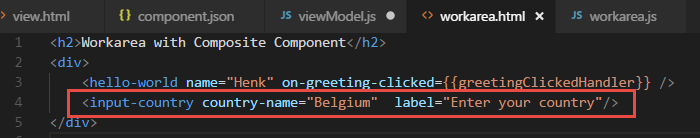 view.html component.json viewModel.js workarea.html workarea.js
1 <h2>Workarea with Composite Component</h2>
2 <div>
3 <hello-world name="Henk" on-greeting-clicked={{greetingClickedHandler}} />
4 <input-country country-name="Belgium"  label="Enter your country"/>
5 </div>